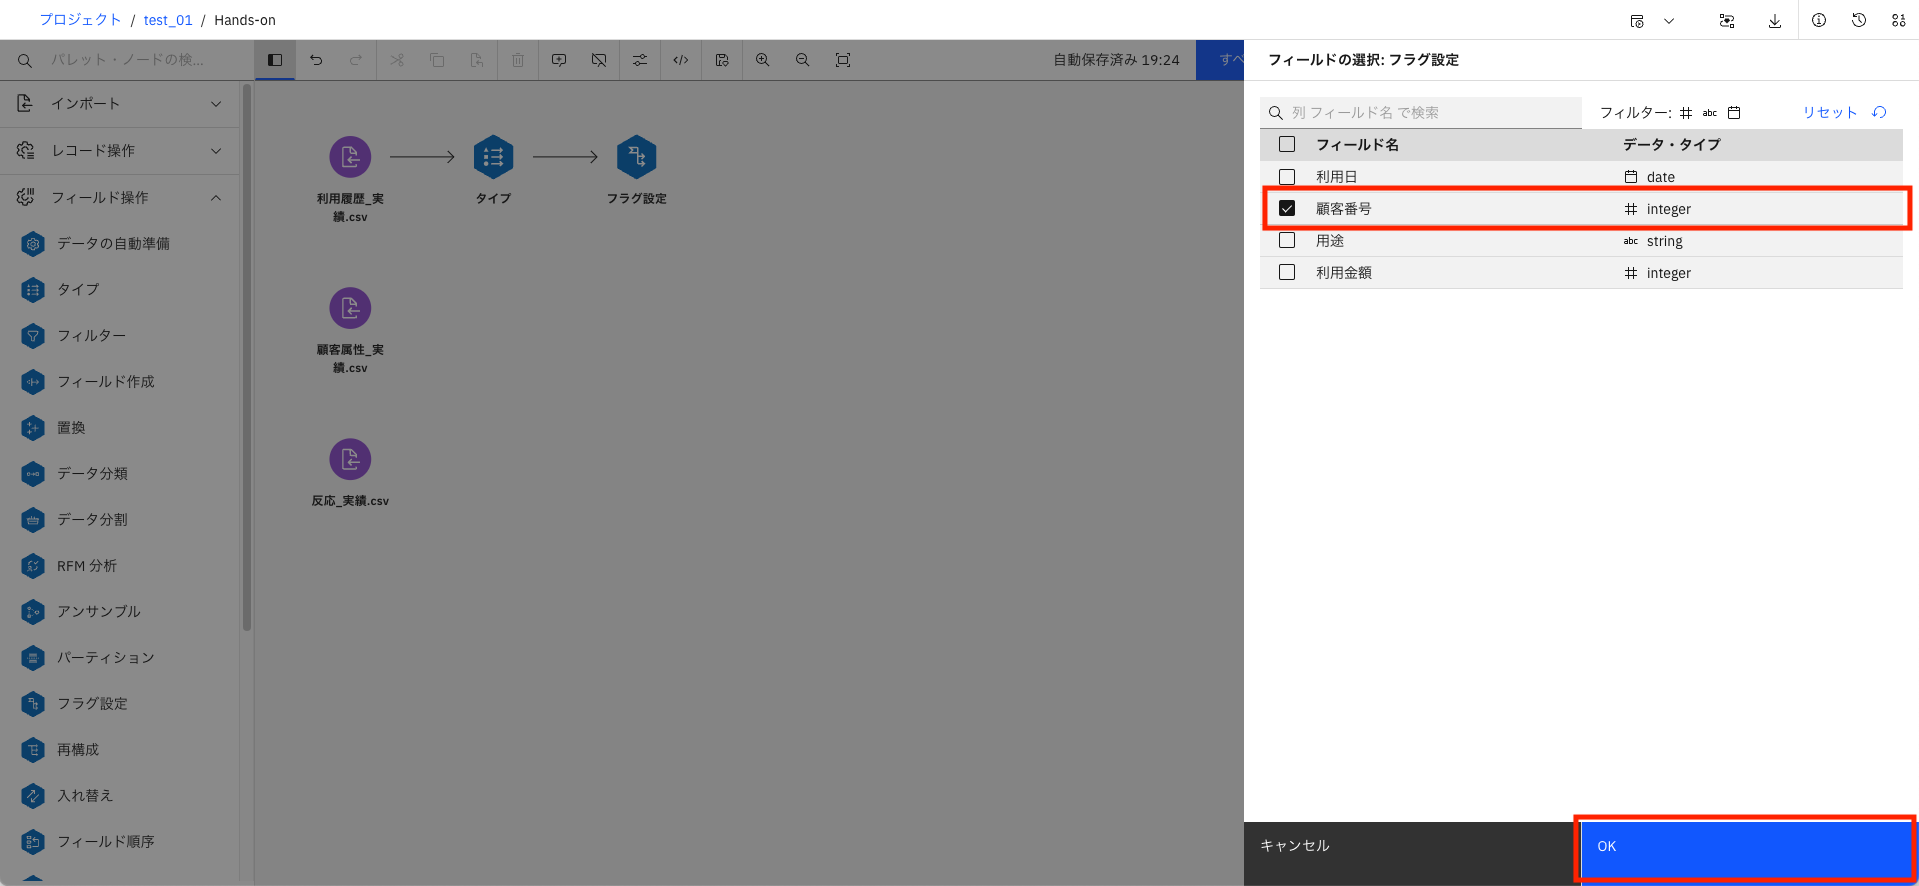 プロジェクト / test_01 / Hands-on
パレット・ノードの検...
自動保存済み 19:24
すべ
インポート
レコード操作
フィールド操作
データの自動準備
タイプ
フィルター
フィールド作成
置換
データ分類
データ分割
RFM 分析
アンサンブル
パーティション
フラグ設定
再構成
入れ替え
フィールド順序
利用履歴_実
績.csv
タイプ
フラグ設定
顧客属性_実
績.csv
反応_実績.csv
フィールドの選択: フラグ設定
列 フィールド名 で検索
フィルター: # abc
リセット
フィールド名 データ・タイプ
利用日 date
顧客番号 # integer
用途 abc string
利用金額 # integer
キャンセル
OK